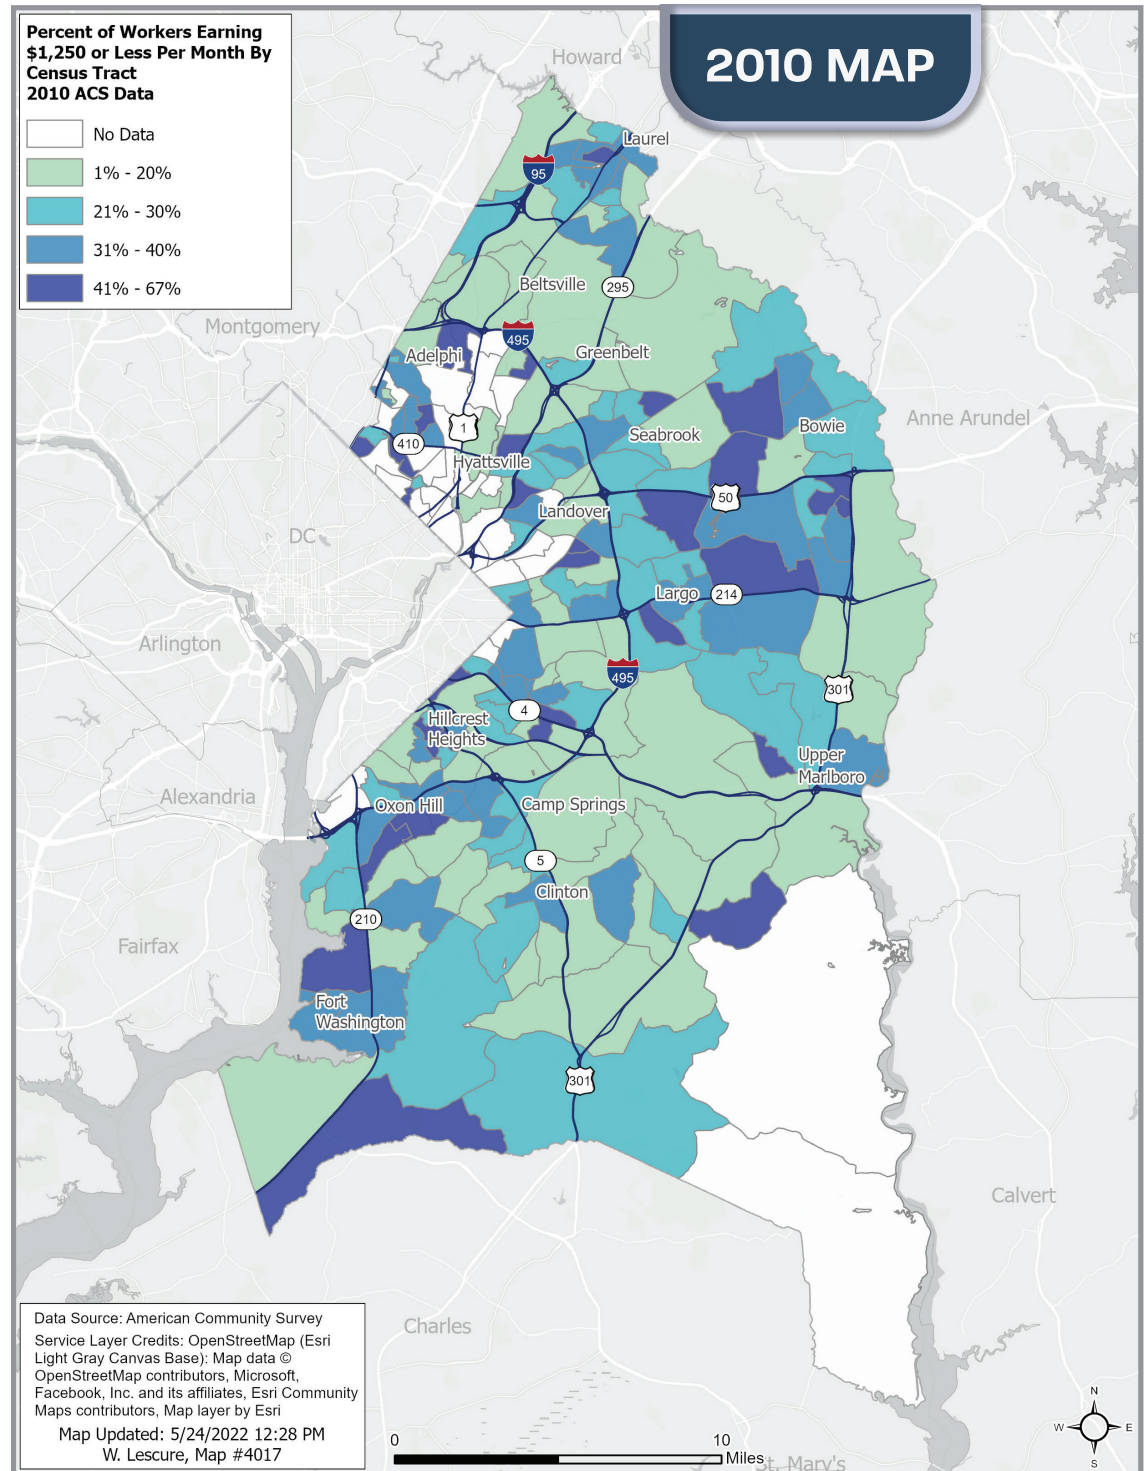 2010 MAP
Percent of Workers Earning
$1,250 or Less Per Month By
Census Tract
2010 ACS Data
No Data
1% - 20%
21% - 30%
31% - 40%
41% - 67%
Howard
Laurel
95
Beltsville
295
Montgomery
495
Adelphi
Greenbelt
Anne Arundel
1
Bowie
Seabrook
410
Hyattsville
50
Landover
DC
Largo
214
Arlington
495
301
4
Hillcrest
Heights
Upper
Marlboro
Alexandria
Oxon Hill
Camp Springs
5
Clinton
210
Fairfax
Fort
Washington
301
Calvert
Charles
St. Mary's
Data Source: American Community Survey
Service Layer Credits: OpenStreetMap (Esri
Light Gray Canvas Base): Map data ©
OpenStreetMap contributors, Microsoft,
Facebook, Inc. and its affiliates, Esri Community
Maps contributors, Map layer by Esri
Map Updated: 5/24/2022 12:28 PM
W. Lescure, Map #4017
0
10
Miles
N
W
E
S